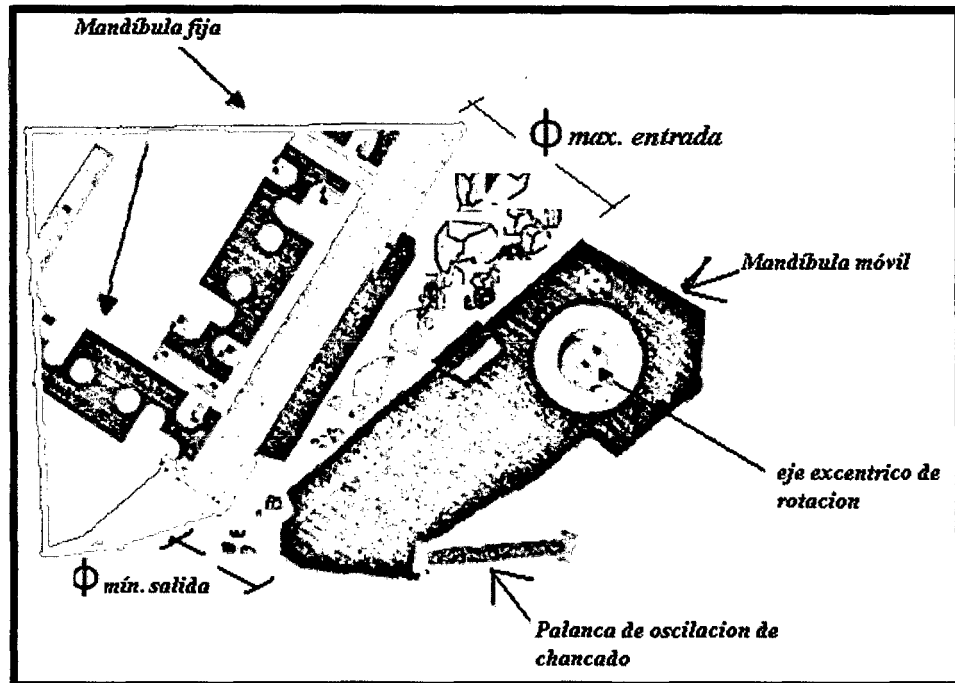 Mandíbula fija
ϕ max. entrada
Mandíbula móvil
eje excentrico de
rotacion
ϕ mín. salida
Palanca de oscilacion de
chancado